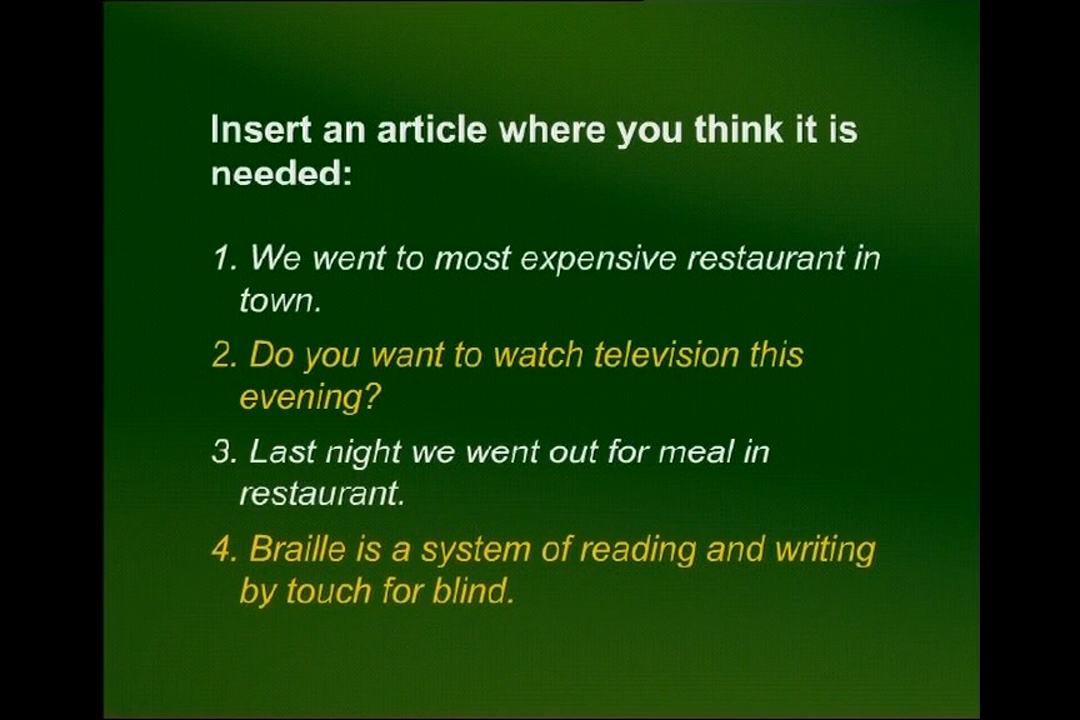 Insert an article where you think it is
needed:
1. We went to most expensive restaurant in
town.
2. Do you want to watch television this
evening?
3. Last night we went out for meal in
restaurant.
4. Braille is a system of reading and writing
by touch for blind.